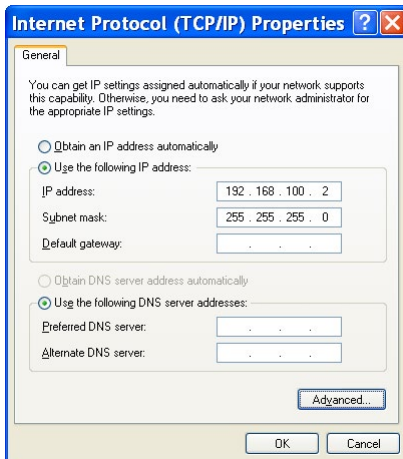 Internet Protocol (TCP/IP) Properties
General
You can get IP settings assigned automatically if your network supports
this capability. Otherwise, you need to ask your network administrator for
the appropriate IP settings.
Obtain an IP address automatically
Use the following IP address:
IP address: 192 . 168 . 100 . 2
Subnet mask: 255 . 255 . 255 . 0
Default gateway: . . .
Obtain DNS server address automatically
Use the following DNS server addresses:
Preferred DNS server: . . .
Alternate DNS server: . . .
Advanced...
OK Cancel